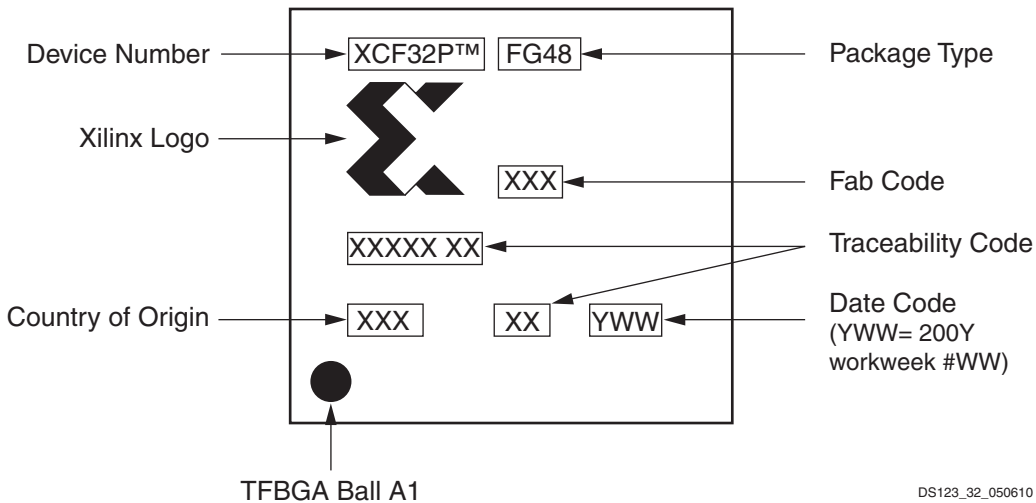 Device Number
XCF32P™
FG48
Package Type
Xilinx Logo
XXX
Fab Code
XXXXX XX
Traceability Code
Country of Origin
XXX
XX
YWW
Date Code
(YWW= 200Y
workweek #WW)
TFBGA Ball A1
DS123_32_050610